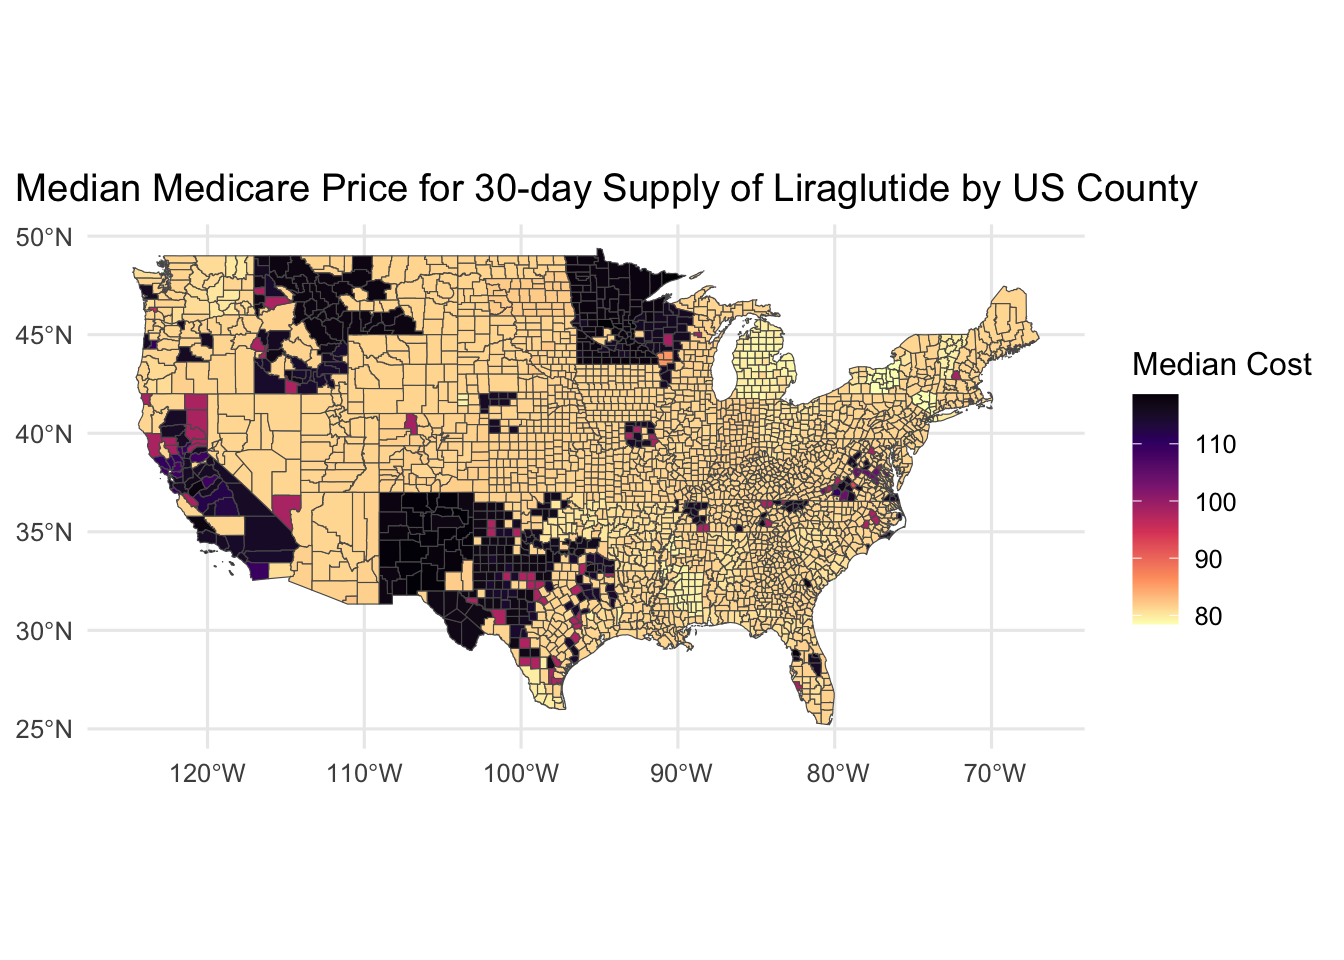 Median Medicare Price for 30-day Supply of Liraglutide by US County
50°N
45°N
40°N
35°N
30°N
25°N
120°W 110°W 100°W 90°W 80°W 70°W
Median Cost
110
100
90
80